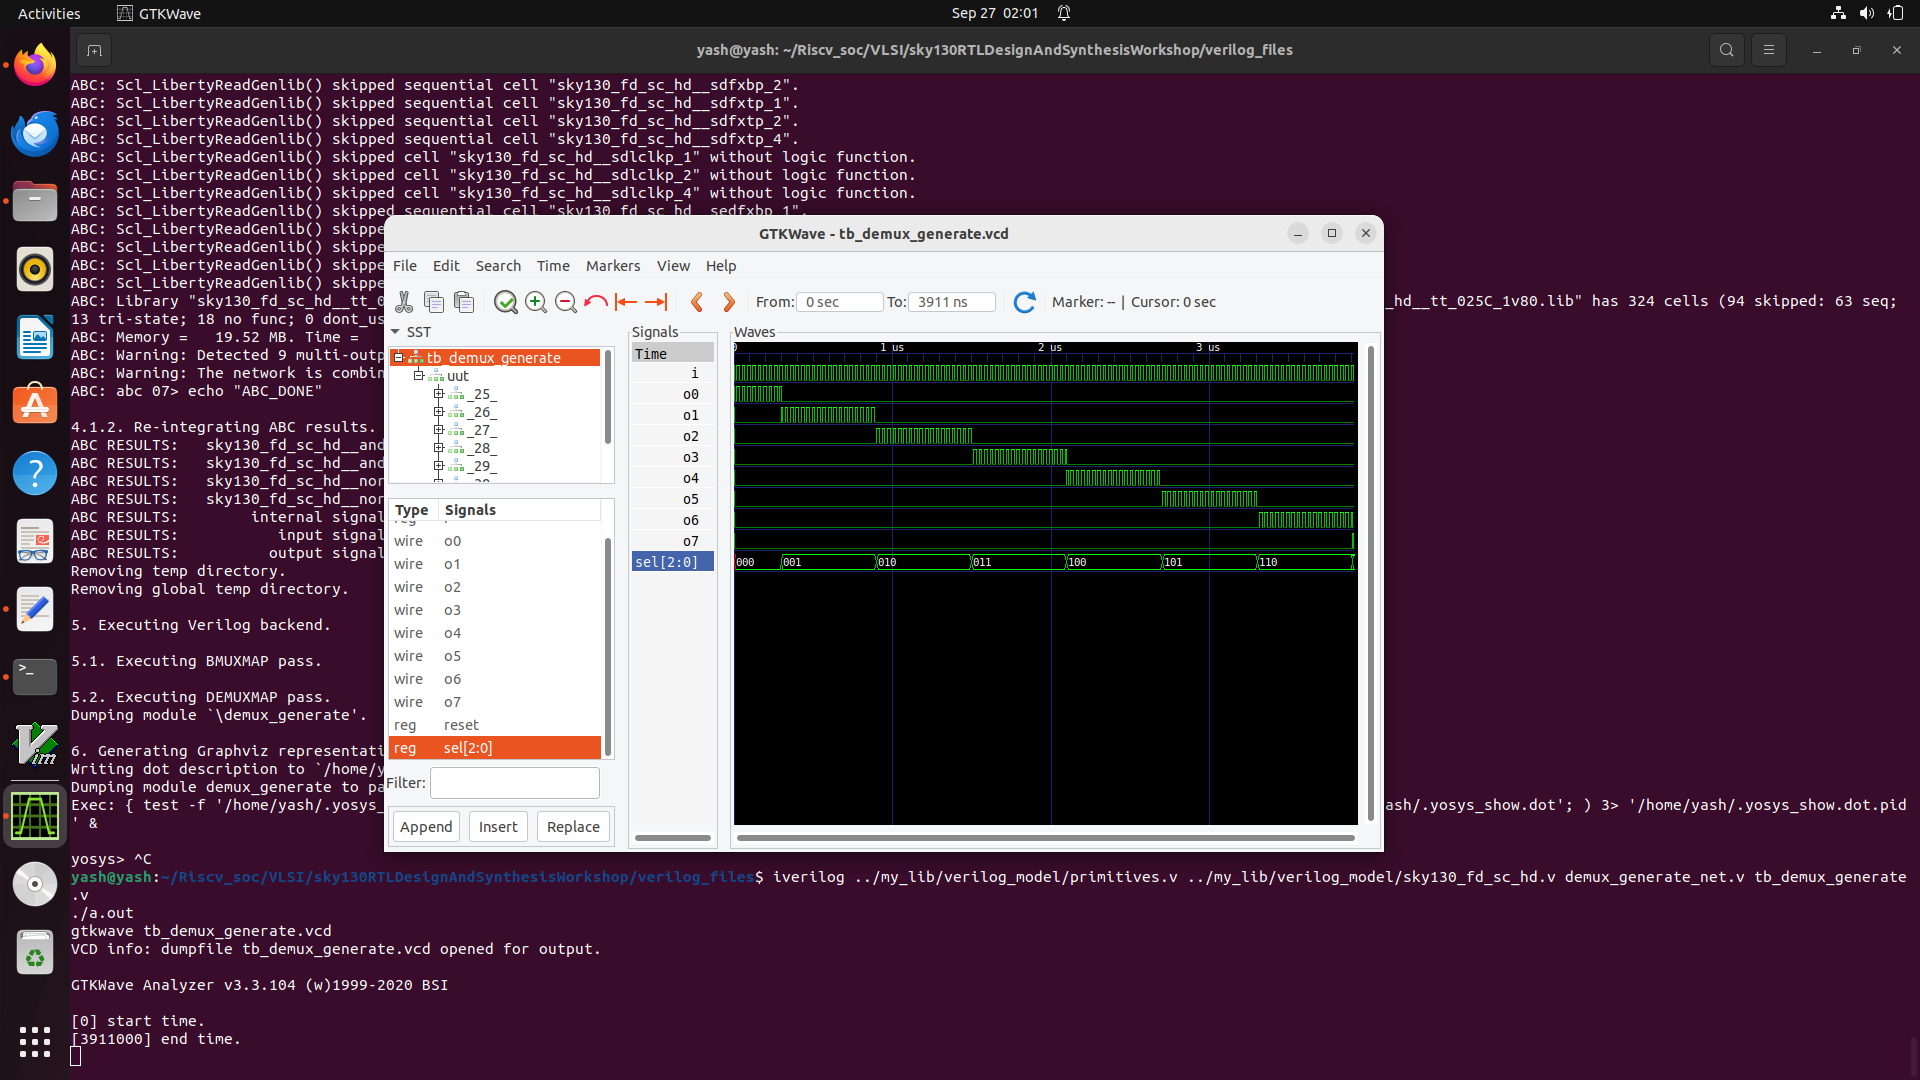 Activities
GTKWave
Sep 27 02:01
yash@yash: ~/Riscv_soc/VLSI/sky130RTLDesignAndSynthesisWorkshop/verilog_files
ABC: Scl_LibertyReadGenlib() skipped sequential cell "sky130_fd_sc_hd__sdfxbp_2".
ABC: Scl_LibertyReadGenlib() skipped sequential cell "sky130_fd_sc_hd__sdfxtp_1".
ABC: Scl_LibertyReadGenlib() skipped sequential cell "sky130_fd_sc_hd__sdfxtp_2".
ABC: Scl_LibertyReadGenlib() skipped sequential cell "sky130_fd_sc_hd__sdfxtp_4".
ABC: Scl_LibertyReadGenlib() skipped cell "sky130_fd_sc_hd__sdlclkp_1" without logic function.
ABC: Scl_LibertyReadGenlib() skipped cell "sky130_fd_sc_hd__sdlclkp_2" without logic function.
ABC: Scl_LibertyReadGenlib() skipped cell "sky130_fd_sc_hd__sdlclkp_4" without logic function.
ABC: Scl_LibertyReadGenlib() skipped sequential cell "sky130_fd_sc_hd__sedfxbp_1".
ABC: Scl_LibertyReadGenlib() skippe
ABC: Scl_LibertyReadGenlib() skippe
ABC: Scl_LibertyReadGenlib() skippe
ABC: Scl_LibertyReadGenlib() skippe
ABC: Library "sky130_fd_sc_hd__tt_0
_hd__tt_025C_1v80.lib" has 324 cells (94 skipped: 63 seq;
13 tri-state; 18 no func; 0 dont_us
ABC: Memory = 19.52 MB. Time =
ABC: Warning: Detected 9 multi-outp
ABC: Warning: The network is combin
ABC: abc 07> echo "ABC_DONE"
4.1.2. Re-integrating ABC results.
ABC RESULTS: sky130_fd_sc_hd__and
ABC RESULTS: sky130_fd_sc_hd__and
ABC RESULTS: sky130_fd_sc_hd__nor
ABC RESULTS: sky130_fd_sc_hd__nor
ABC RESULTS: internal signal
ABC RESULTS: input signal
ABC RESULTS: output signal
Removing temp directory.
Removing global temp directory.
5. Executing Verilog backend.
5.1. Executing BMUXMAP pass.
5.2. Executing DEMUXMAP pass.
Dumping module `\demux_generate'.
6. Generating Graphviz representati
Writing dot description to `/home/y
Dumping module demux_generate to pa
Exec: { test -f '/home/yash/.yosys_
ash/.yosys_show.dot'; ) 3> '/home/yash/.yosys_show.dot.pid
' &
yosys> ^C
yash@yash:~/Riscv_soc/VLSI/sky130RTLDesignAndSynthesisWorkshop/verilog_files$ iverilog ../my_lib/verilog_model/primitives.v ../my_lib/verilog_model/sky130_fd_sc_hd.v demux_generate_net.v tb_demux_generate
.v
./a.out
gtkwave tb_demux_generate.vcd
VCD info: dumpfile tb_demux_generate.vcd opened for output.
GTKWave Analyzer v3.3.104 (w)1999-2020 BSI
[0] start time.
[3911000] end time.
GTKWave - tb_demux_generate.vcd
File Edit Search Time Markers View Help
From: 0 sec To: 3911 ns Marker: -- | Cursor: 0 sec
SST
tb_demux_generate
uut
_25_
_26_
_27_
_28_
_29_
Type Signals
wire o0
wire o1
wire o2
wire o3
wire o4
wire o5
wire o6
wire o7
reg reset
reg sel[2:0]
Filter:
Append Insert Replace
Signals
Time
i
o0
o1
o2
o3
o4
o5
o6
o7
sel[2:0]
Waves
0 1 us 2 us 3 us
000 001 010 011 100 101 110